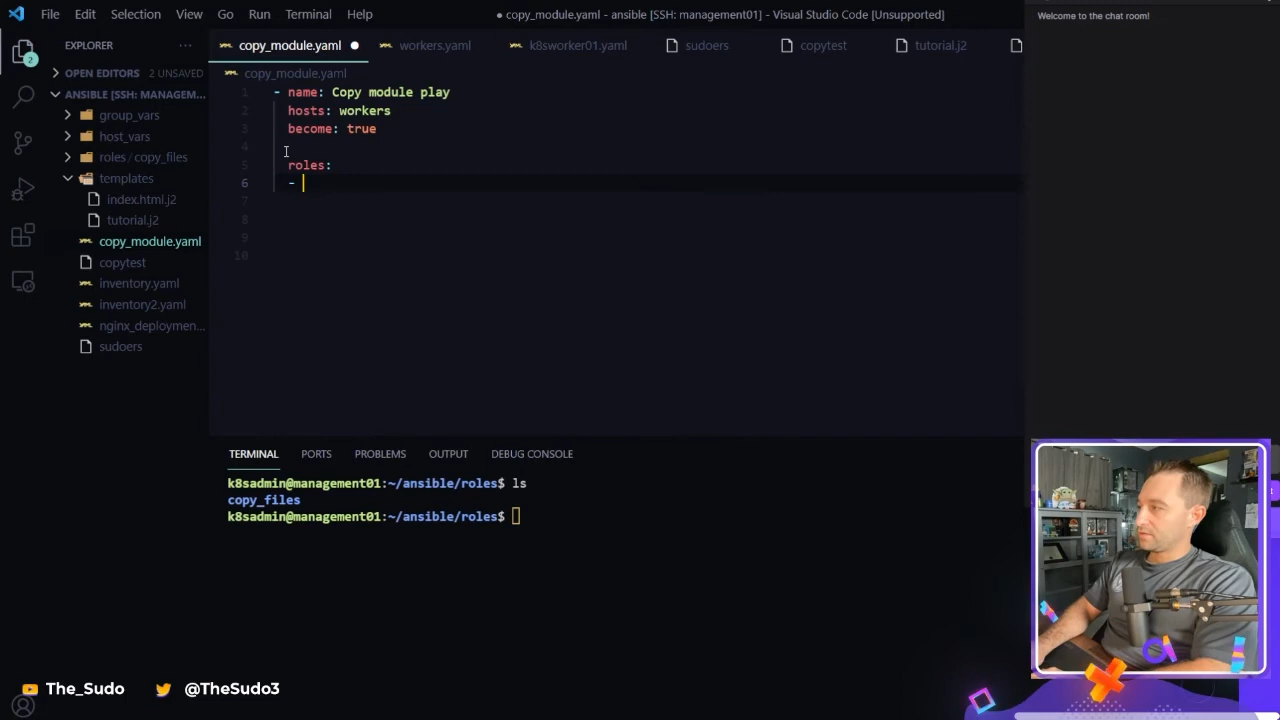 File Edit Selection View Go Run Terminal Help
● copy_module.yaml - ansible [SSH: management01] - Visual Studio Code [Unsupported]
Welcome to the chat room!
EXPLORER ...
copy_module.yaml ● workers.yaml k8sworker01.yaml sudoers copytest tutorial.j2
2
OPEN EDITORS 2 UNSAVED
copy_module.yaml
ANSIBLE [SSH: MANAGEM...
group_vars
host_vars
roles / copy_files
templates
index.html.j2
tutorial.j2
copy_module.yaml
copytest
inventory.yaml
inventory2.yaml
nginx_deploymen...
sudoers
1 - name: Copy module play
2 hosts: workers
3 become: true
4
5 roles:
6 -
7
8
9
10
TERMINAL PORTS PROBLEMS OUTPUT DEBUG CONSOLE
k8sadmin@management01:~/ansible/roles$ ls
copy_files
k8sadmin@management01:~/ansible/roles$
The_Sudo @TheSudo3